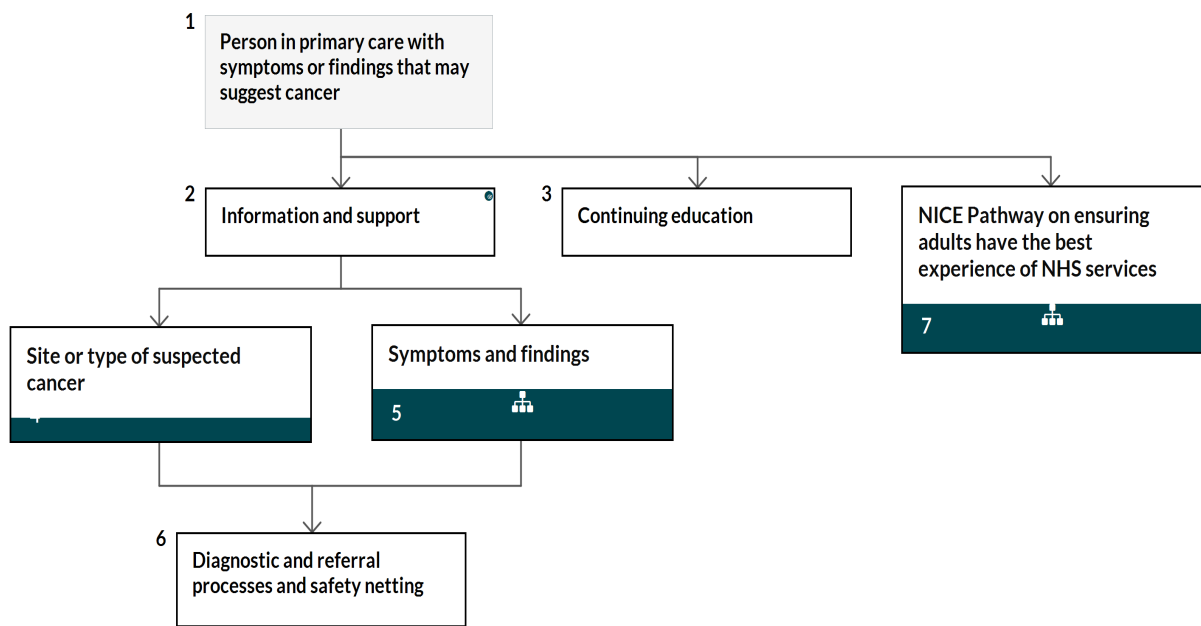 1
Person in primary care with
symptoms or findings that may
suggest cancer
2
Information and support
3
Continuing education
NICE Pathway on ensuring
adults have the best
experience of NHS services
7
Site or type of suspected
cancer
Symptoms and findings
5
6
Diagnostic and referral
processes and safety netting